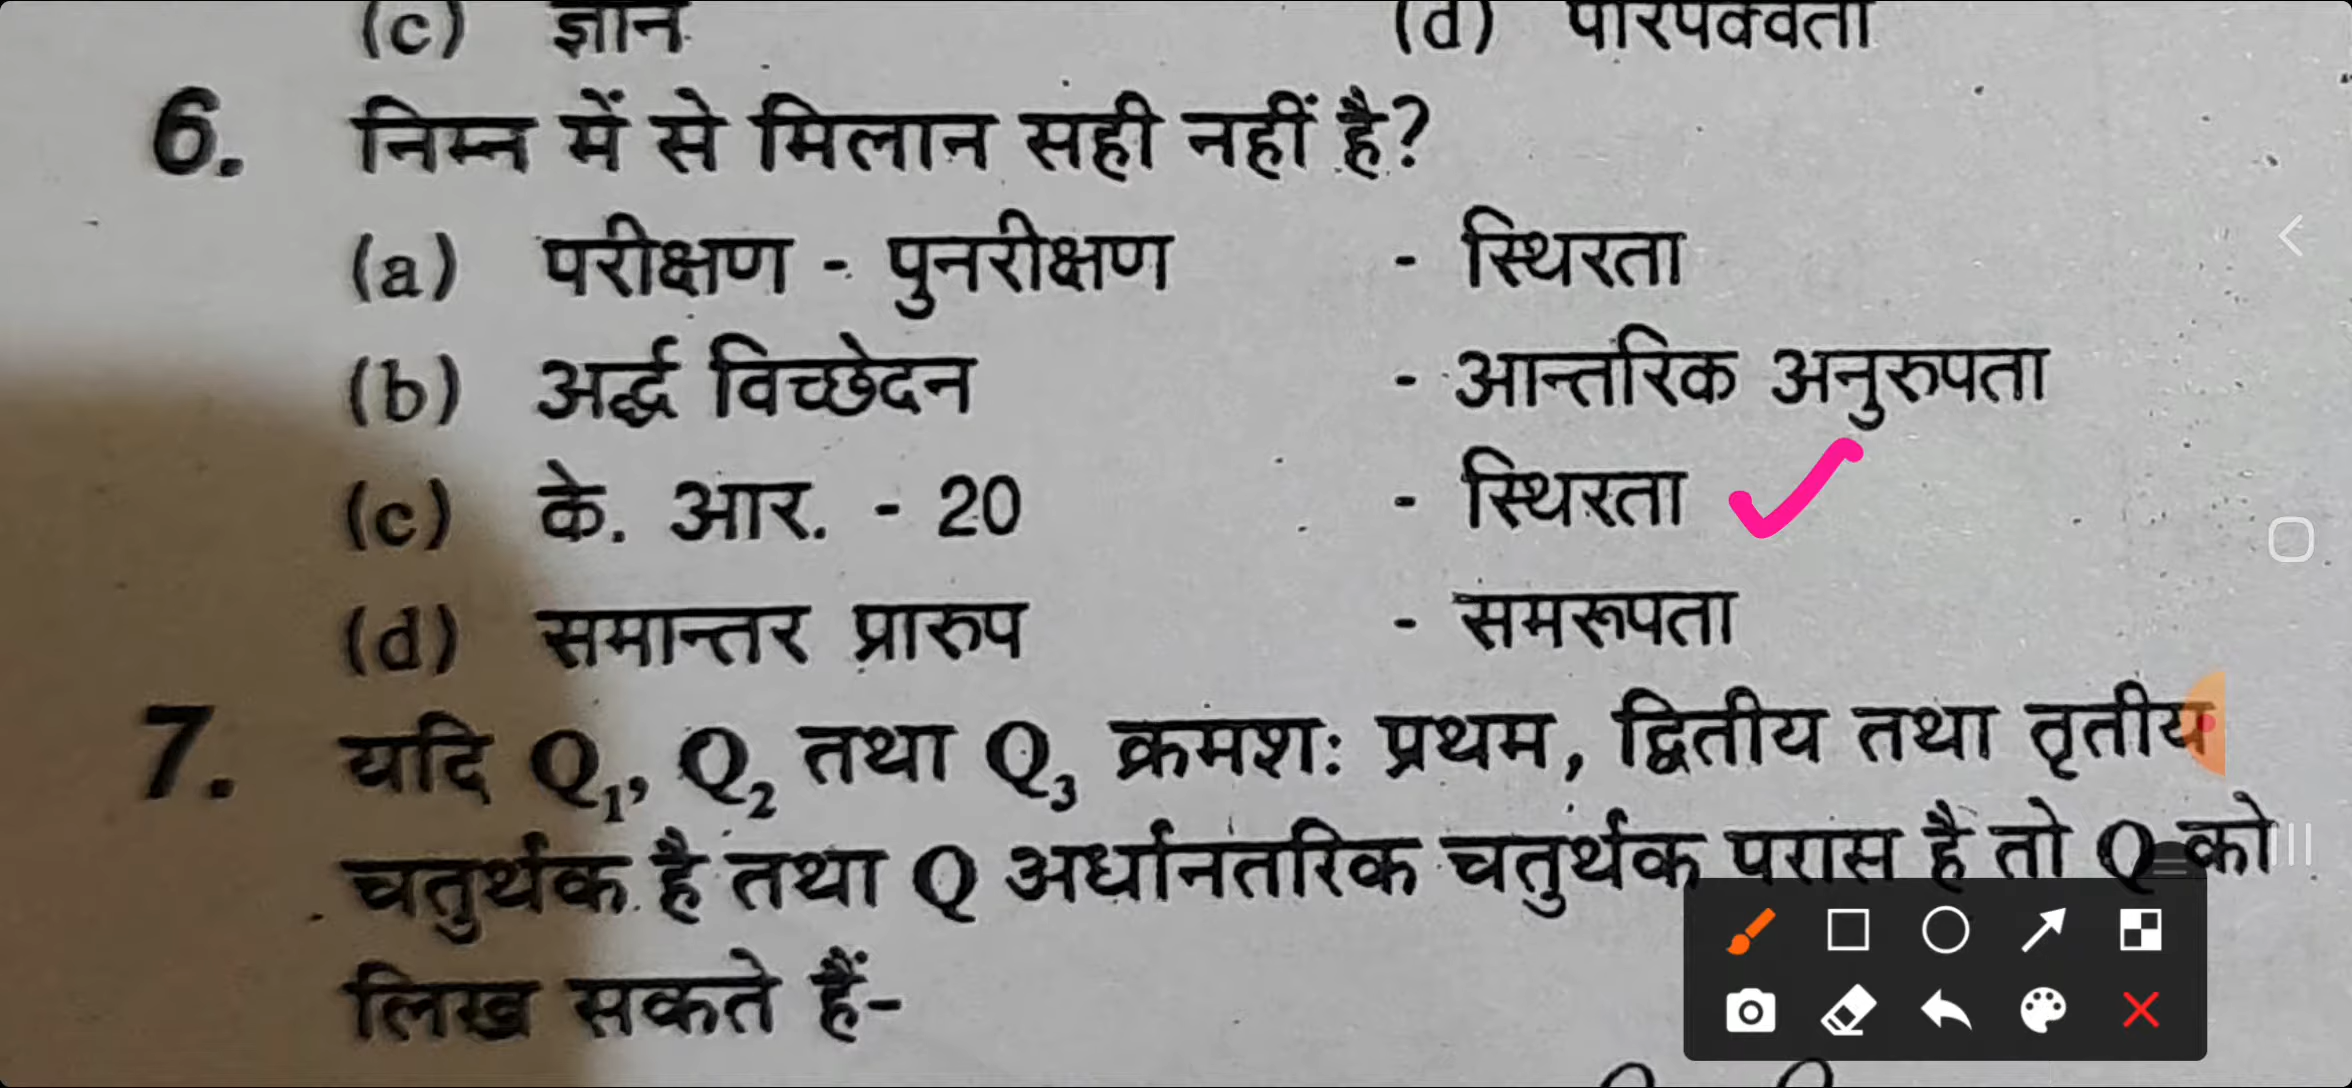 (c) ज्ञान (d) परिपक्वता
6. निम्न में से मिलान सही नहीं है?
(a) परीक्षण - पुनरीक्षण - स्थिरता
(b) अर्द्ध विच्छेदन - आन्तरिक अनुरुपता
(c) के. आर. - 20 - स्थिरता
(d) समान्तर प्रारुप - समरूपता
7. यदि Q1, Q2 तथा Q3 क्रमशः प्रथम, द्वितीय तथा तृतीय
चतुर्थक है तथा Q अर्धानतरिक चतुर्थक परास है तो Q को
लिख सकते हैं-